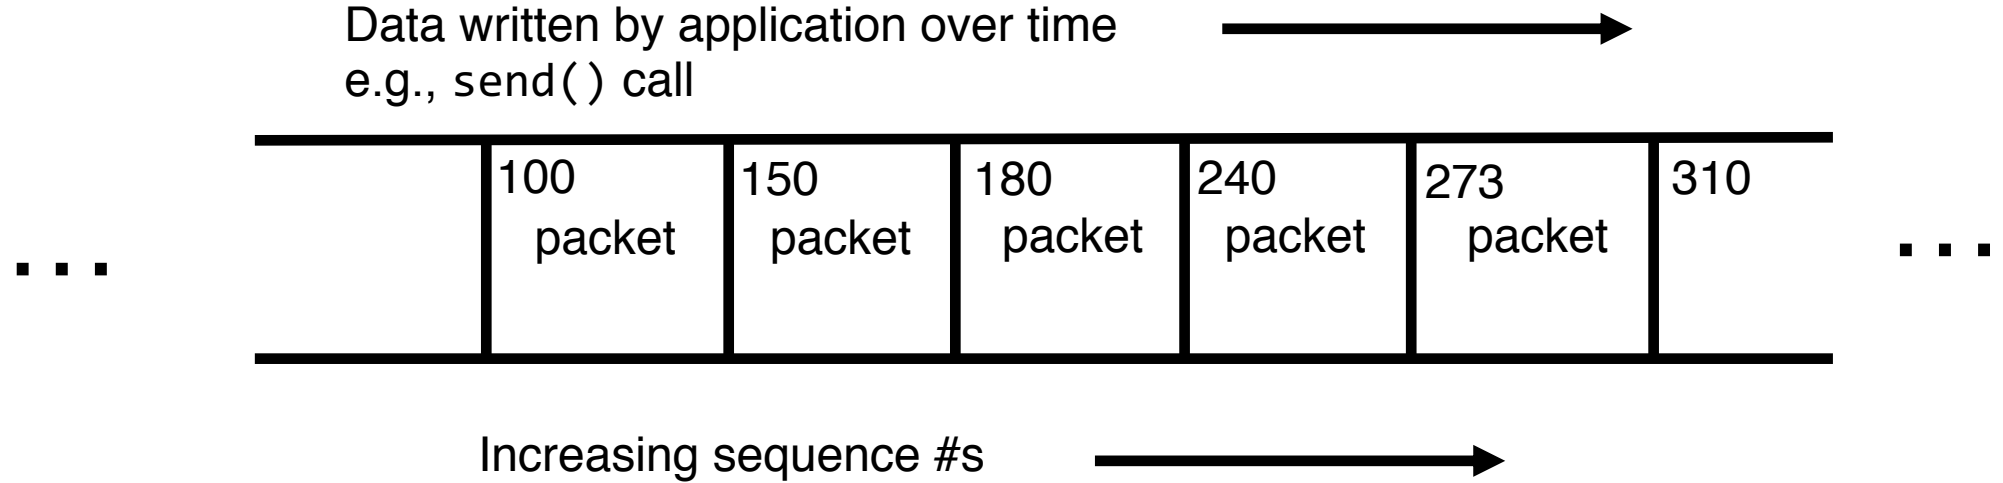 Data written by application over time
e.g., send() call
100 150 180 240 273 310
packet packet packet packet packet
. . . . . .
Increasing sequence #s